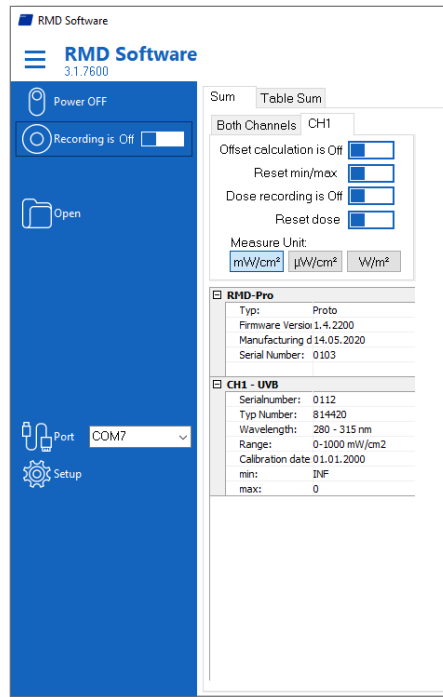 RMD Software
RMD Software
3.1.7600
Power OFF
Recording is Off
Open
Port COM7
Setup
Sum Table Sum
Both Channels CH1
Offset calculation is Off
Reset min/max
Dose recording is Off
Reset dose
Measure Unit:
mW/cm² µW/cm² W/m²
RMD-Pro
Typ: Proto
Firmware Versio 1.4.2200
Manufacturing d 14.05.2020
Serial Number: 0103
CH1 - UVB
Serialnumber: 0112
Typ Number: 814420
Wavelength: 280 - 315 nm
Range: 0-1000 mW/cm2
Calibration date 01.01.2000
min: INF
max: 0